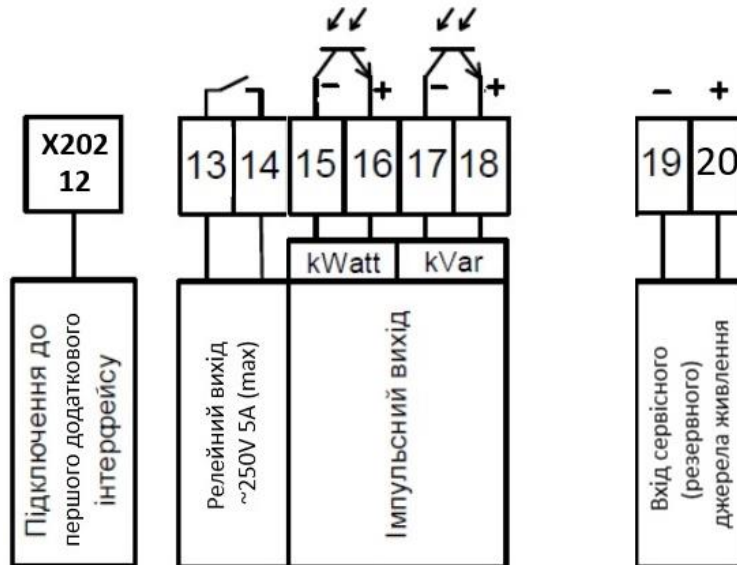 - + - + - +
X202
12
13 14 15 16 17 18 19 20
kWatt kVar
Підключення до
першого додаткового
інтерфейсу
Релейний вихід
~250V 5A (max)
Імпульсний вихід
Вхід сервісного
(резервного)
джерела живлення